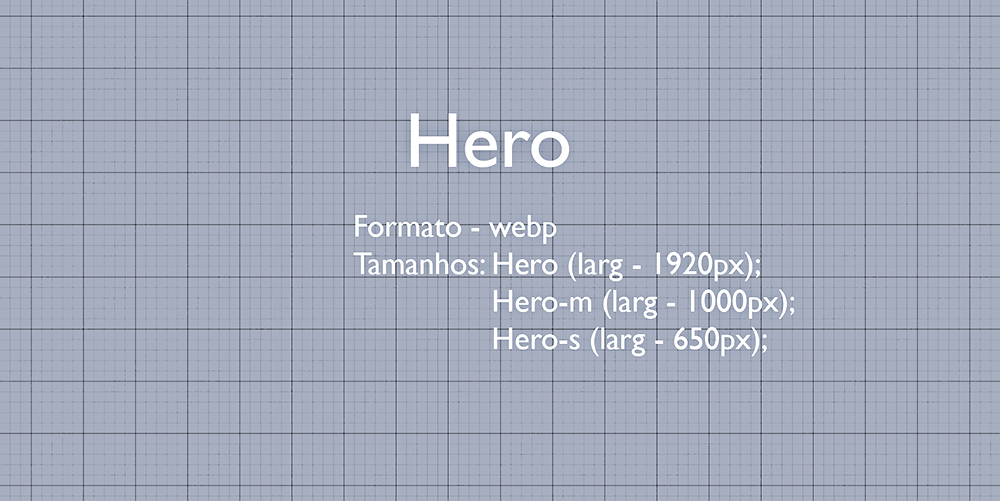 Hero
Formato - webp
Tamanhos: Hero (larg - 1920px);
Hero-m (larg - 1000px);
Hero-s (larg - 650px);